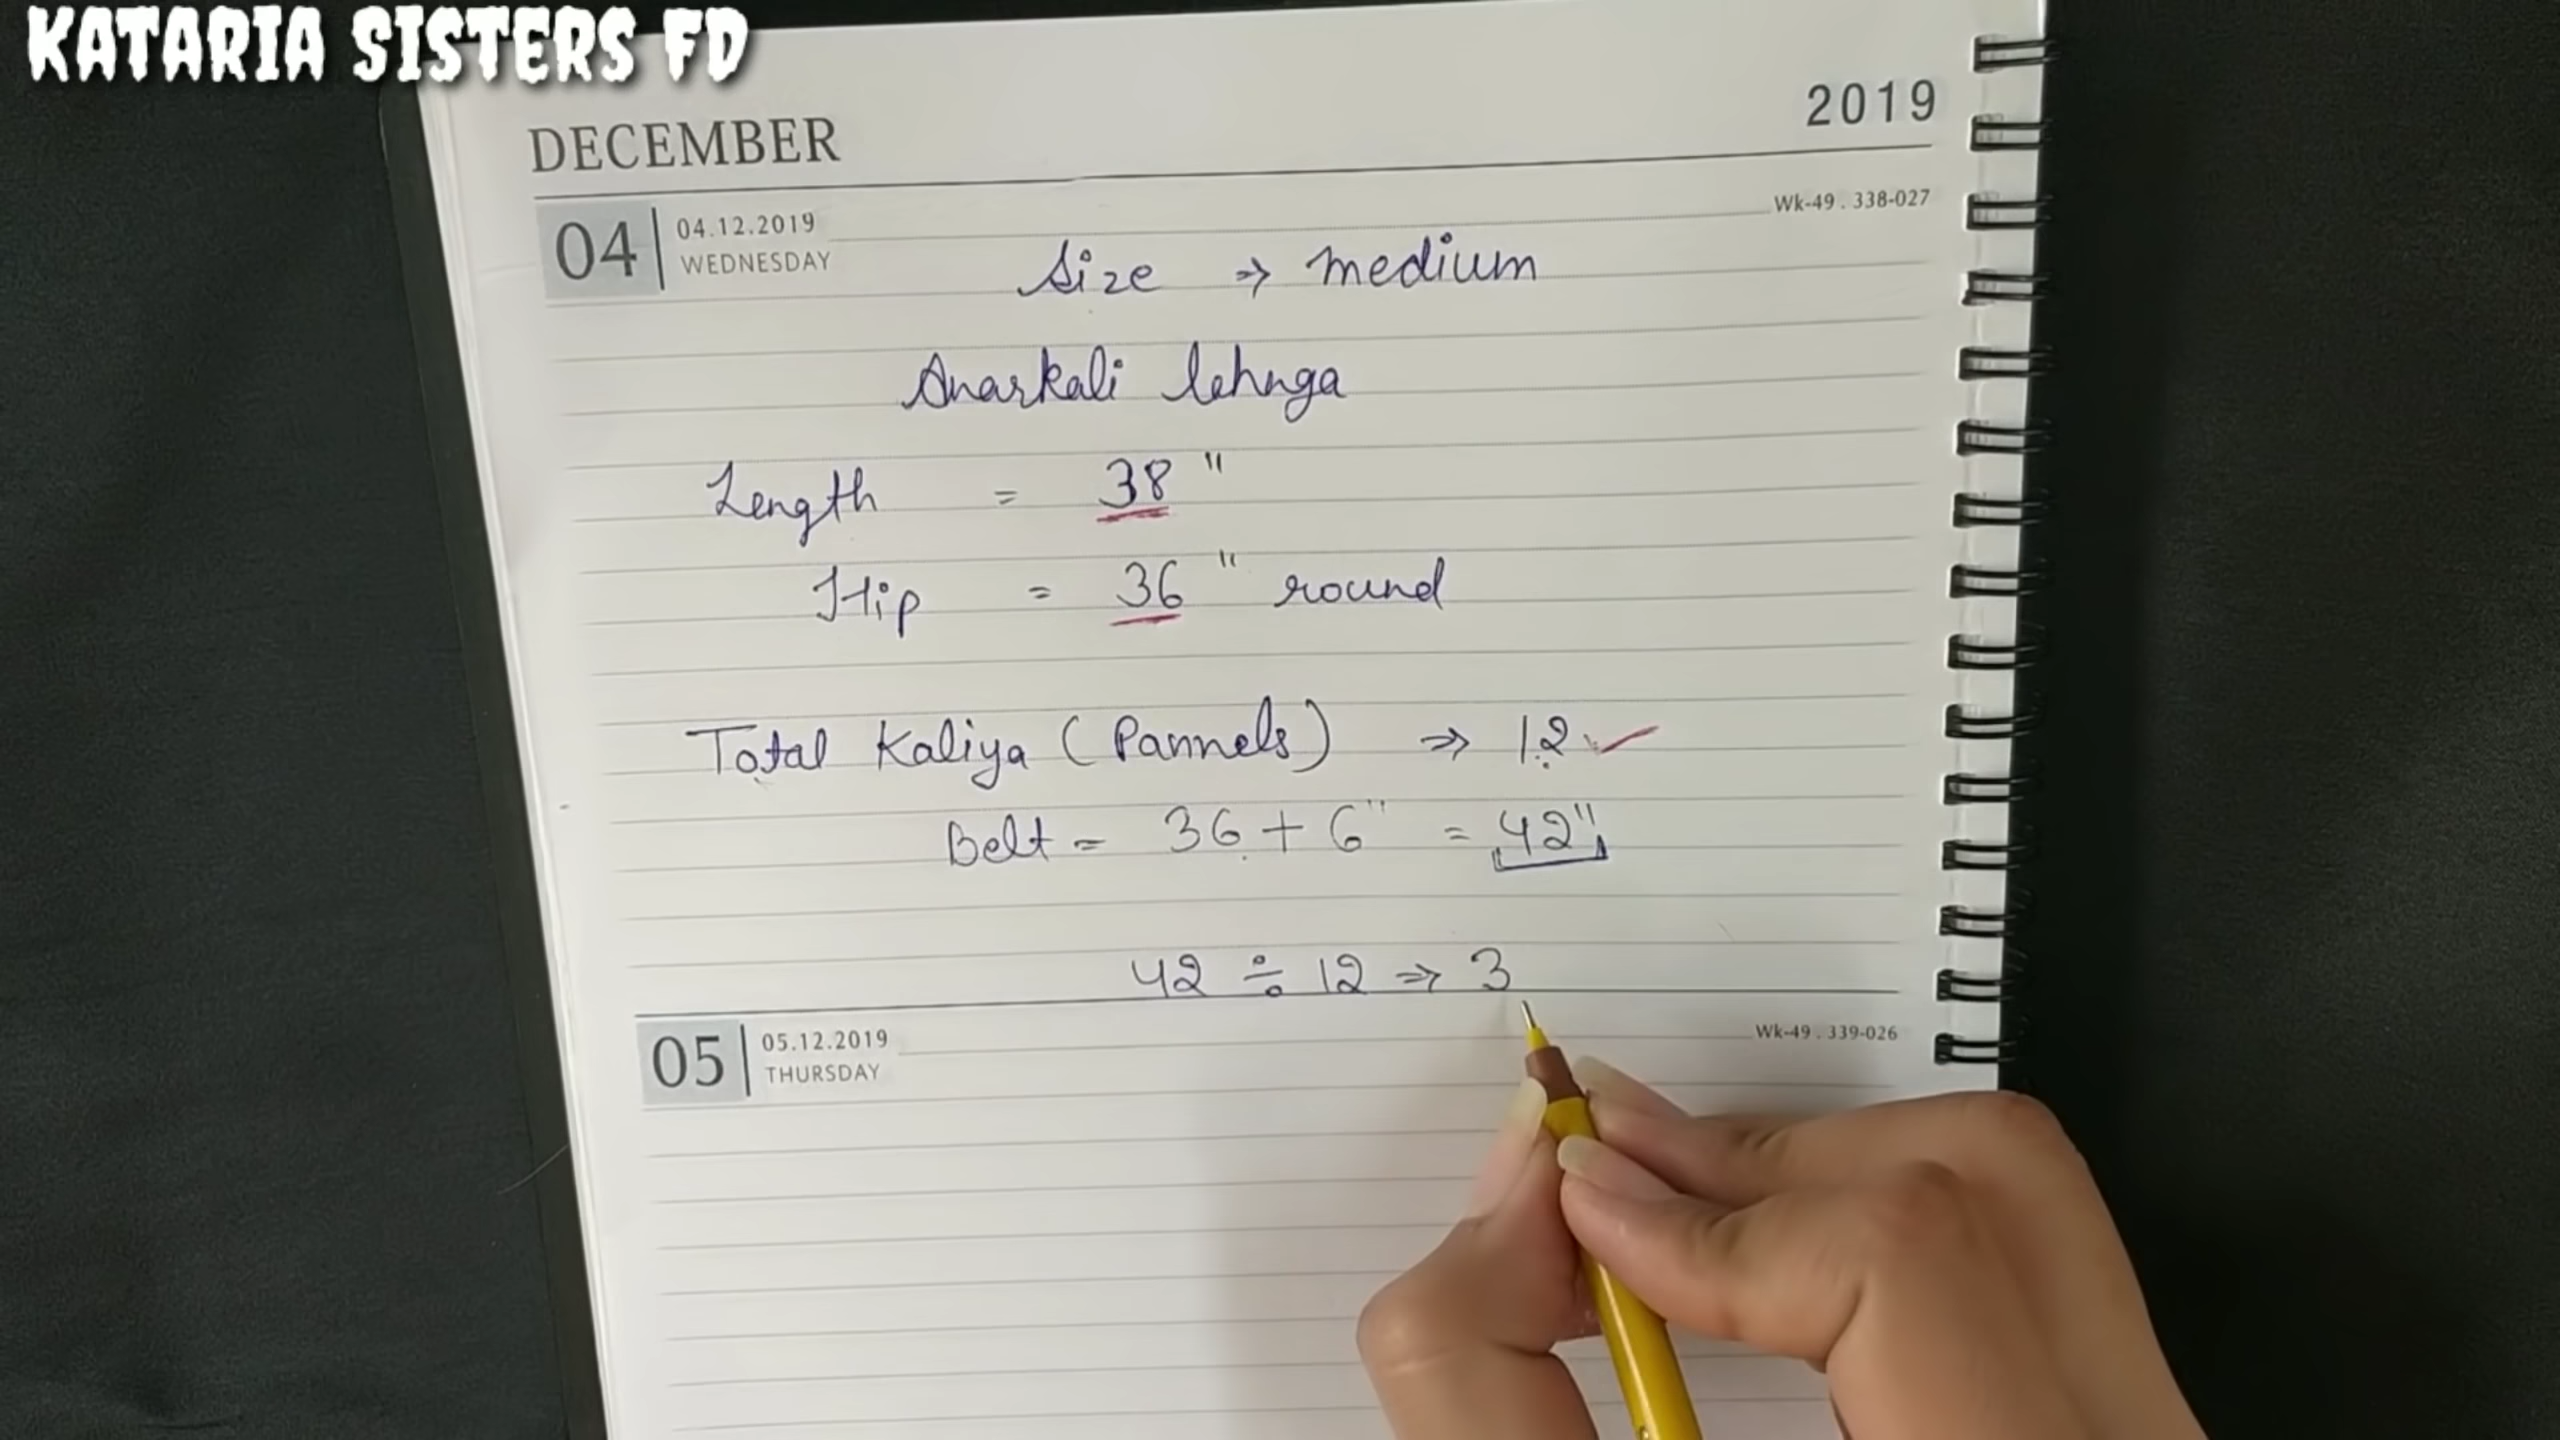 KATARIA SISTERS FD
DECEMBER 2019
04 04.12.2019 WEDNESDAY Wk-49 . 338-027
Size ⇒ medium
Anarkali lehnga
Length = 38"
Hip = 36" round
Total Kaliya (Pannels) ⇒ 12 ✓
Belt = 36 + 6" = 42"
42 ÷ 12 ⇒ 3
05 05.12.2019 THURSDAY Wk-49 . 339-026